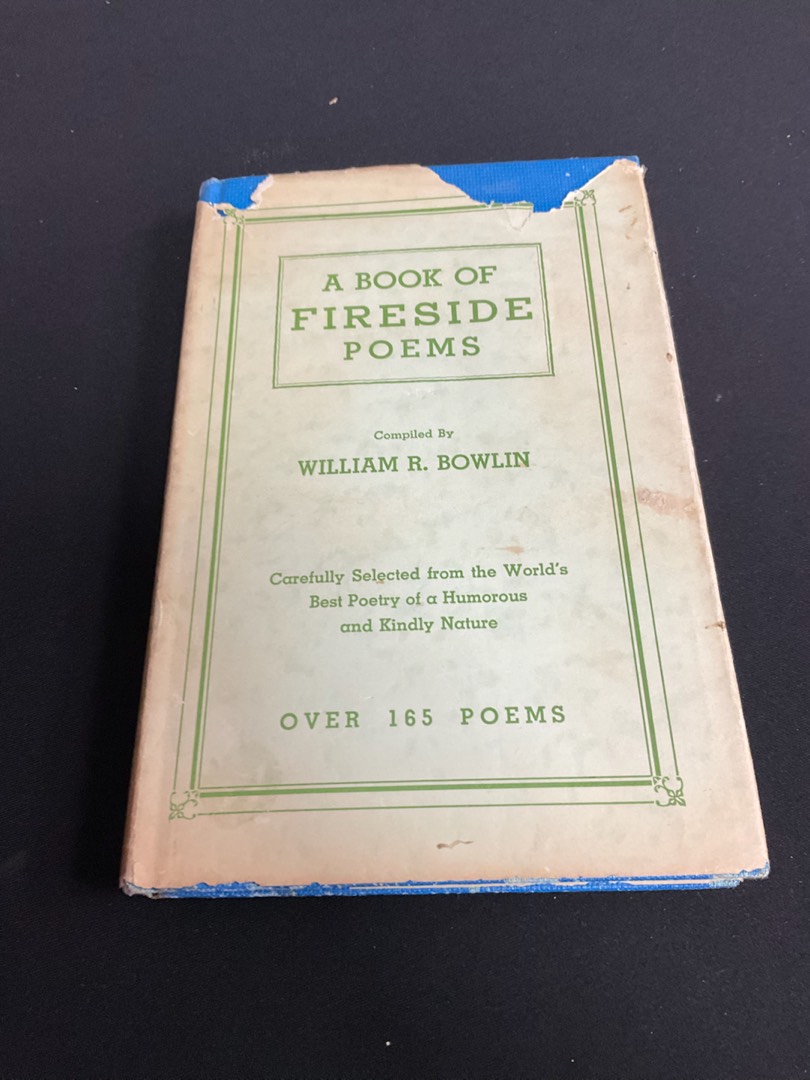 A BOOK OF
FIRESIDE
POEMS
Compiled By
WILLIAM R. BOWLIN
Carefully Selected from the World's
Best Poetry of a Humorous
and Kindly Nature
OVER 165 POEMS